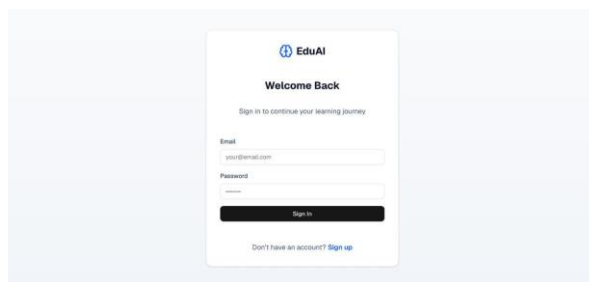 EduAI
Welcome Back
Sign in to continue your learning journey
Email
your@email.com
Password
••••••••
Sign In
Don't have an account? Sign up